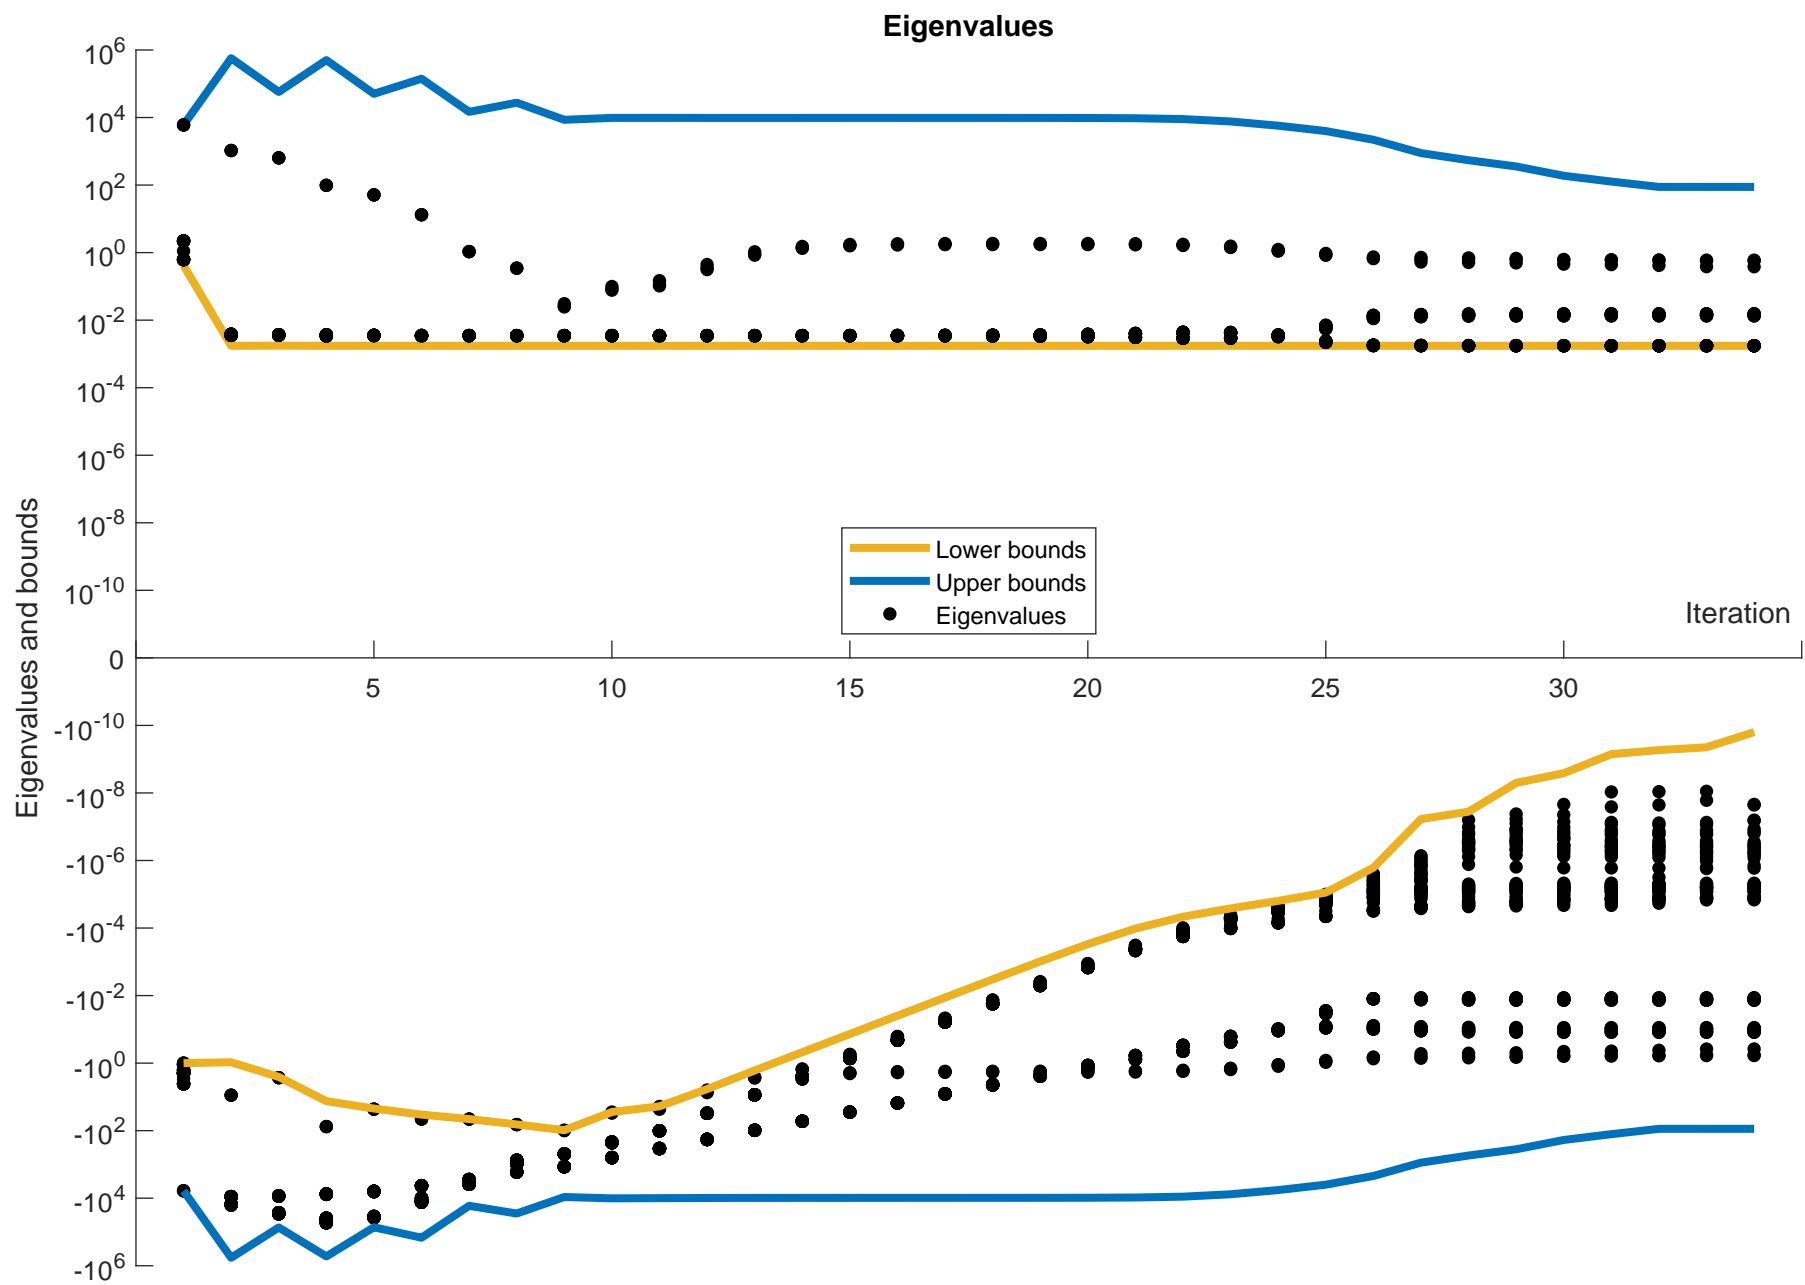 Eigenvalues
10^6
10^4
10^2
10^0
10^-2
10^-4
10^-6
10^-8
10^-10
0
-10^-10
-10^-8
-10^-6
-10^-4
-10^-2
-10^0
-10^2
-10^4
-10^6
Eigenvalues and bounds
Lower bounds
Upper bounds
Eigenvalues
Iteration
5 10 15 20 25 30